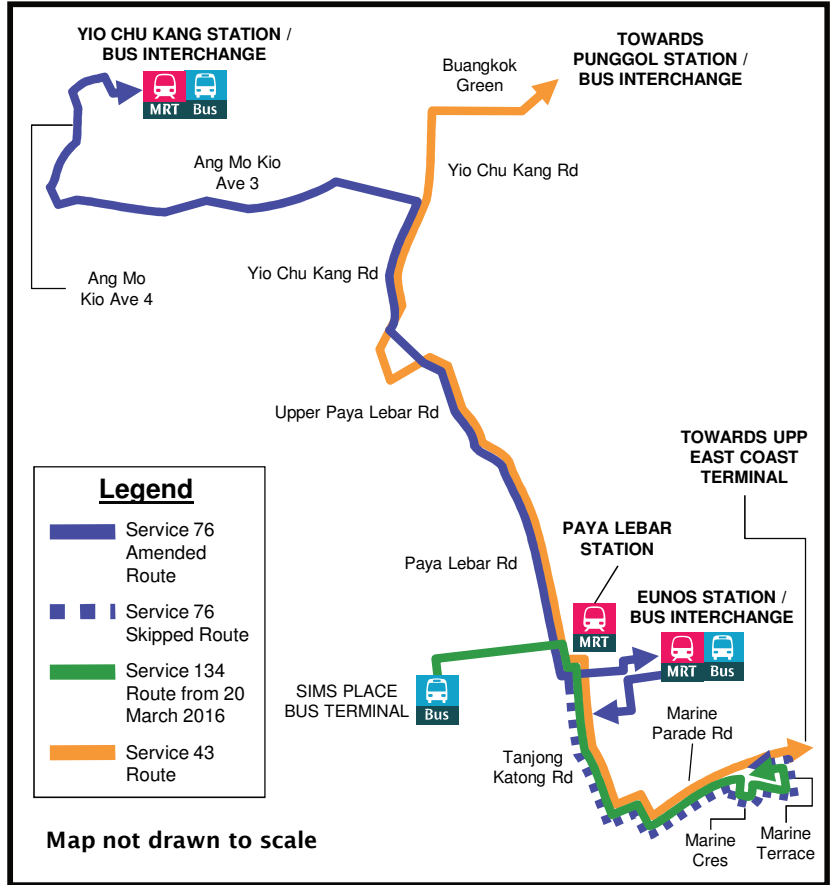 YIO CHU KANG STATION /
BUS INTERCHANGE
MRT Bus
TOWARDS
PUNGGOL STATION /
BUS INTERCHANGE
Buangkok
Green
Ang Mo Kio
Ave 3
Yio Chu Kang Rd
Ang Mo
Kio Ave 4
Yio Chu Kang Rd
Upper Paya Lebar Rd
TOWARDS UPP
EAST COAST
TERMINAL
Legend
Service 76
Amended
Route
Service 76
Skipped Route
Service 134
Route from 20
March 2016
Service 43
Route
PAYA LEBAR
STATION
MRT
Paya Lebar Rd
EUNOS STATION /
BUS INTERCHANGE
MRT Bus
SIMS PLACE
BUS TERMINAL
Bus
Marine
Parade Rd
Tanjong
Katong Rd
Marine
Cres
Marine
Terrace
Map not drawn to scale